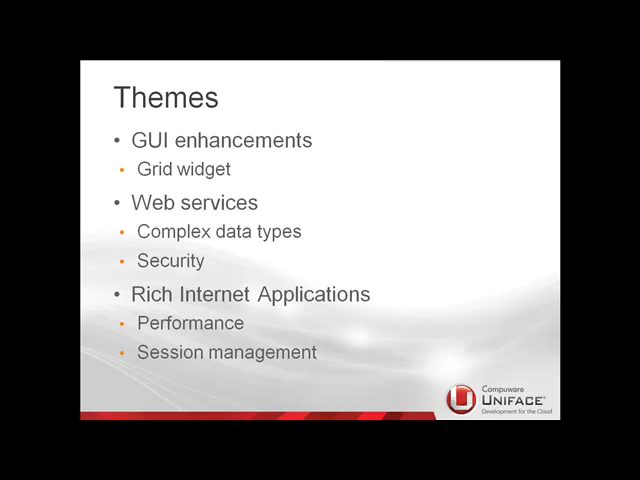 Themes
• GUI enhancements
• Grid widget
• Web services
• Complex data types
• Security
• Rich Internet Applications
• Performance
• Session management
Compuware
UNIFACE®
Development for the Cloud